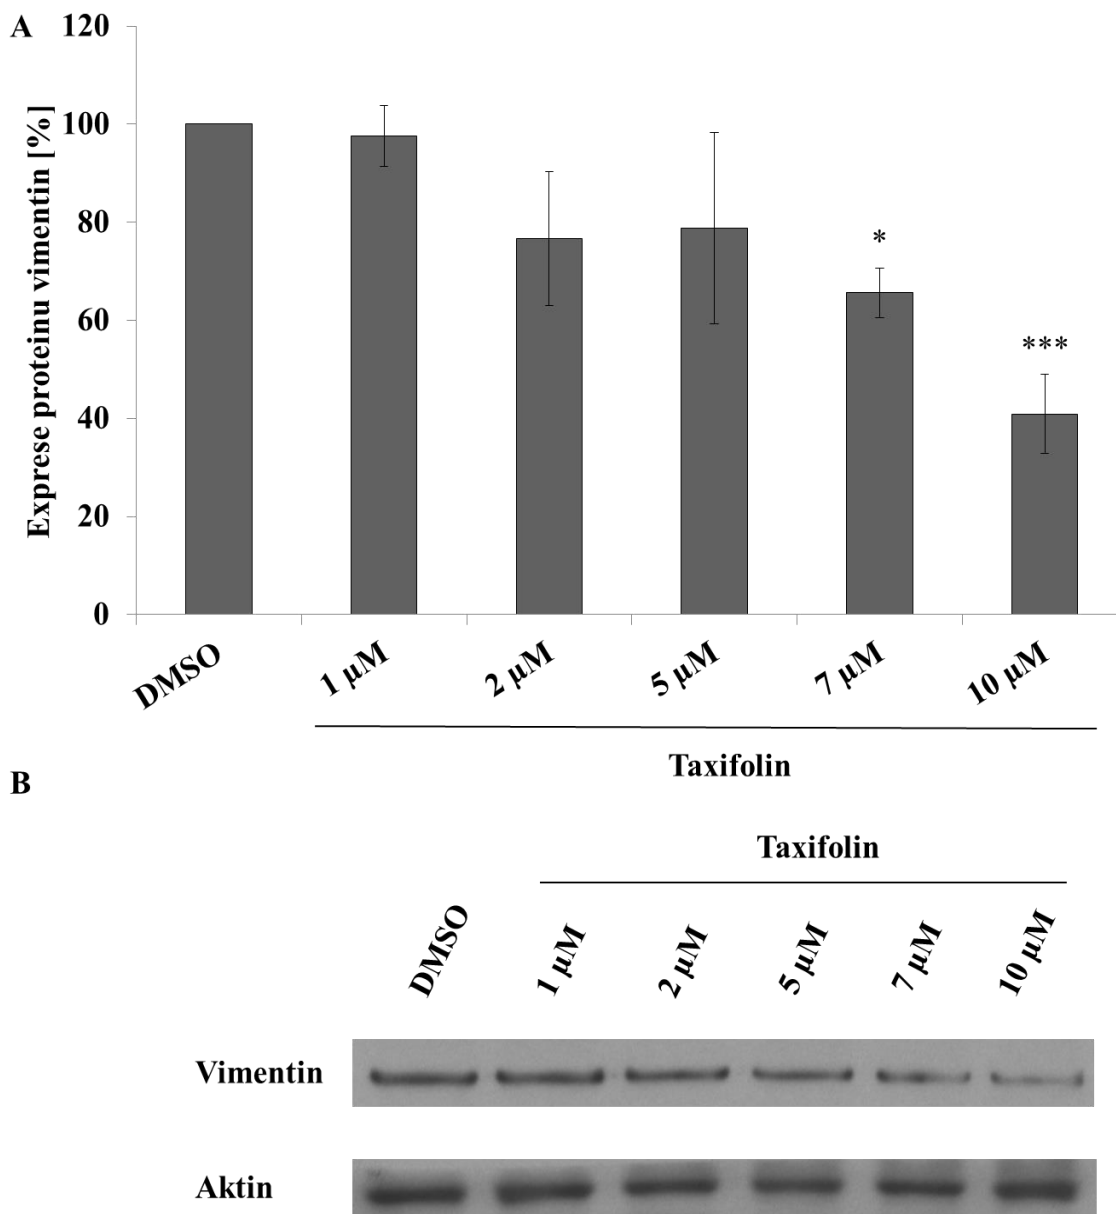 A
120
100
80
60
40
20
0
Exprese proteinu vimentin [%]
*
***
DMSO
1 µM
2 µM
5 µM
7 µM
10 µM
Taxifolin
B
Taxifolin
DMSO
1 µM
2 µM
5 µM
7 µM
10 µM
Vimentin
Aktin